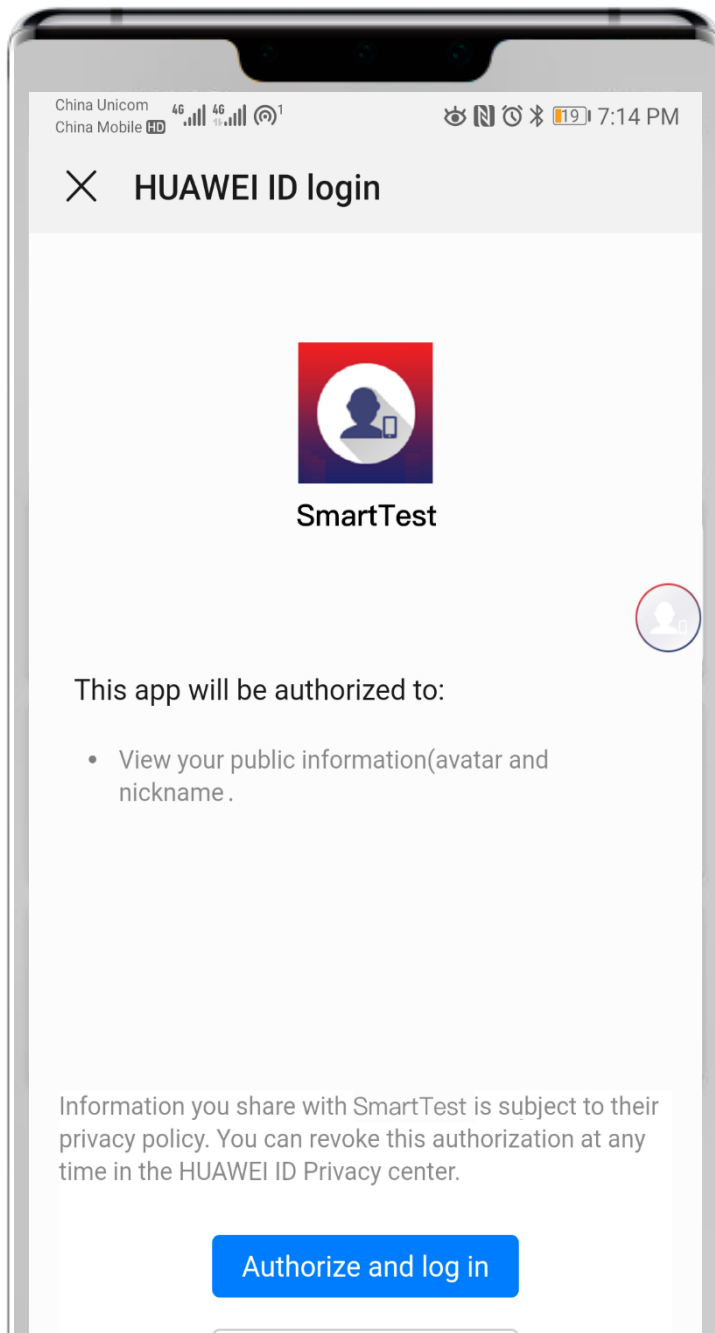 China Unicom
China Mobile HD 4G 4G 1 19 7:14 PM
HUAWEI ID login
SmartTest
This app will be authorized to:
• View your public information(avatar and
nickname .
Information you share with SmartTest is subject to their
privacy policy. You can revoke this authorization at any
time in the HUAWEI ID Privacy center.
Authorize and log in